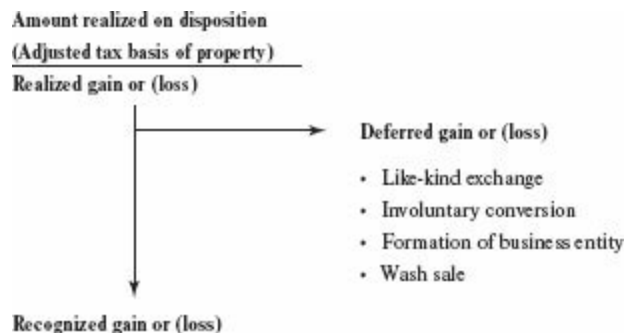 Amount realized on disposition
(Adjusted tax basis of property)
Realized gain or (loss)
Deferred gain or (loss)
• Like-kind exchange
• Involuntary conversion
• Formation of business entity
• Wash sale
Recognized gain or (loss)